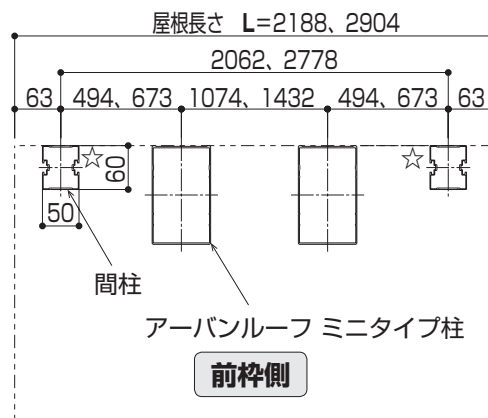 屋根長さ L=2188、2904
2062、2778
63 494、673 1074、1432 494、673 63
☆ 60 ☆
50
間柱
アーバンルーフ ミニタイプ柱
前枠側